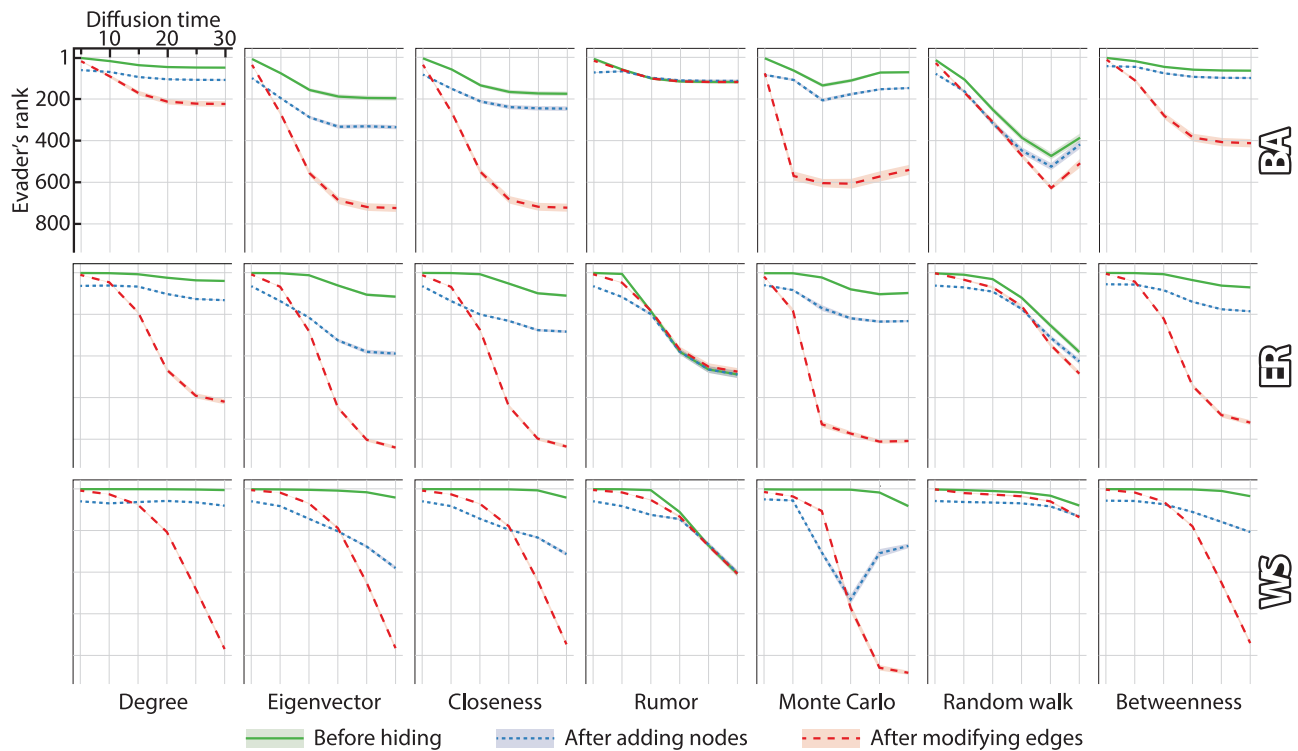 Diffusion time
10 20 30
Evader's rank
1
200
400
600
800
BA
ER
WS
Degree Eigenvector Closeness Rumor Monte Carlo Random walk Betweenness
Before hiding After adding nodes After modifying edges